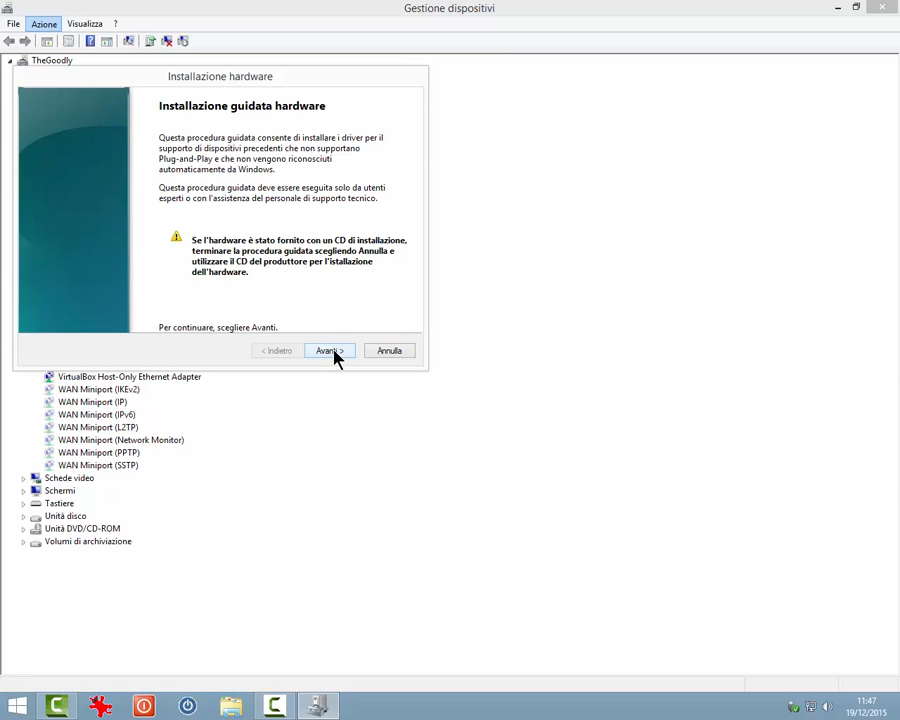 Gestione dispositivi
File Azione Visualizza ?
TheGoodly
Installazione hardware
Installazione guidata hardware
Questa procedura guidata consente di installare i driver per il
supporto di dispositivi precedenti che non supportano
Plug-and-Play e che non vengono riconosciuti
automaticamente da Windows.
Questa procedura guidata deve essere eseguita solo da utenti
esperti o con l'assistenza del personale di supporto tecnico.
Se l'hardware è stato fornito con un CD di installazione,
terminare la procedura guidata scegliendo Annulla e
utilizzare il CD del produttore per l'istallazione
dell'hardware.
Per continuare, scegliere Avanti.
< Indietro Avanti > Annulla
VirtualBox Host-Only Ethernet Adapter
WAN Miniport (IKEv2)
WAN Miniport (IP)
WAN Miniport (IPv6)
WAN Miniport (L2TP)
WAN Miniport (Network Monitor)
WAN Miniport (PPTP)
WAN Miniport (SSTP)
Schede video
Schermi
Tastiere
Unità disco
Unità DVD/CD-ROM
Volumi di archiviazione
11:47
19/12/2015